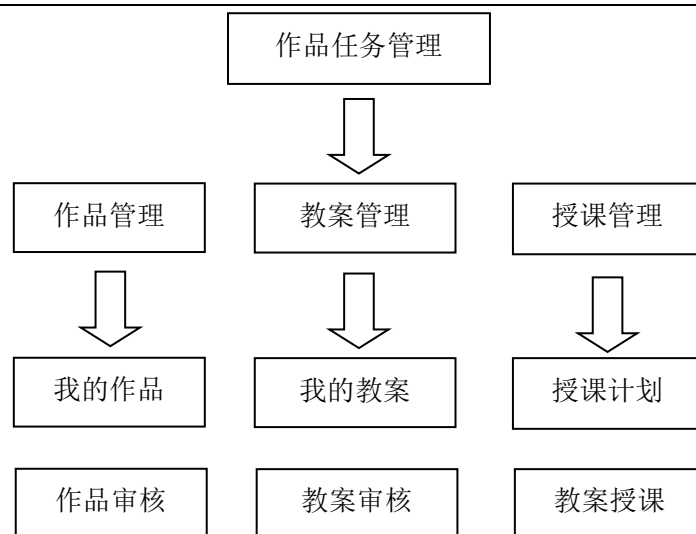 作品任务管理
作品管理
教案管理
授课管理
我的作品
我的教案
授课计划
作品审核
教案审核
教案授课